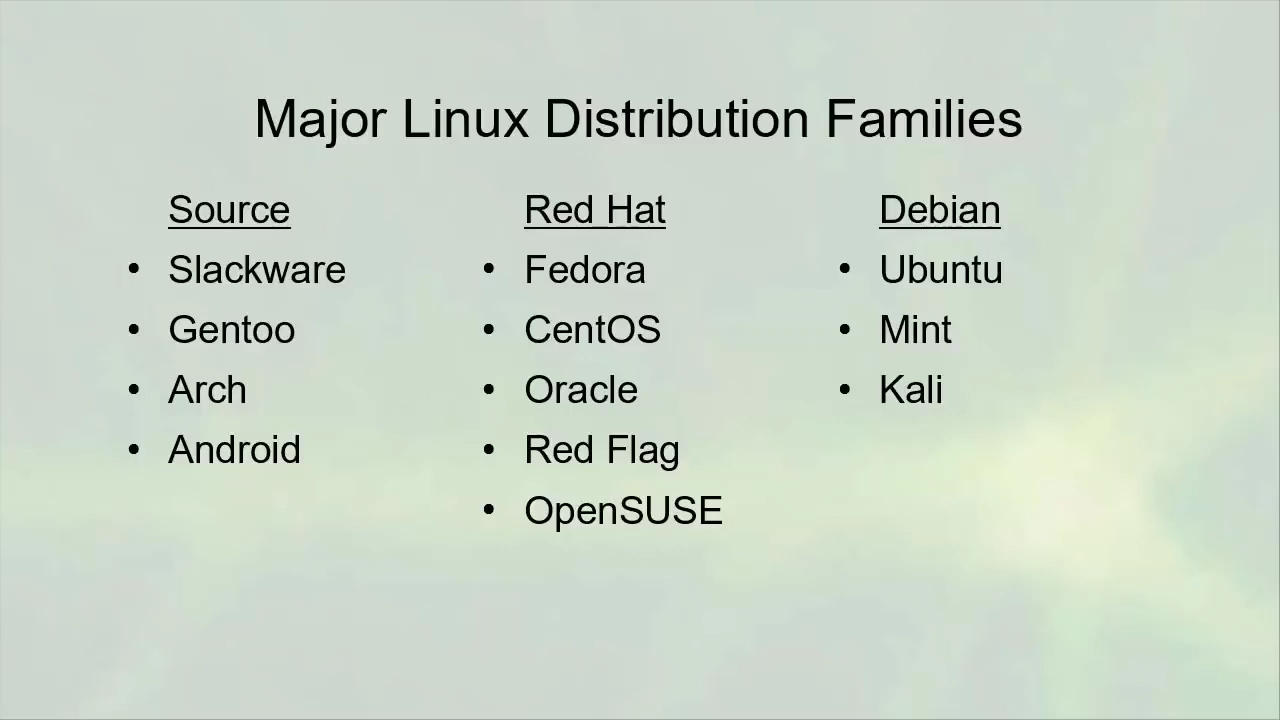 Major Linux Distribution Families
Source
• Slackware
• Gentoo
• Arch
• Android
Red Hat
• Fedora
• CentOS
• Oracle
• Red Flag
• OpenSUSE
Debian
• Ubuntu
• Mint
• Kali